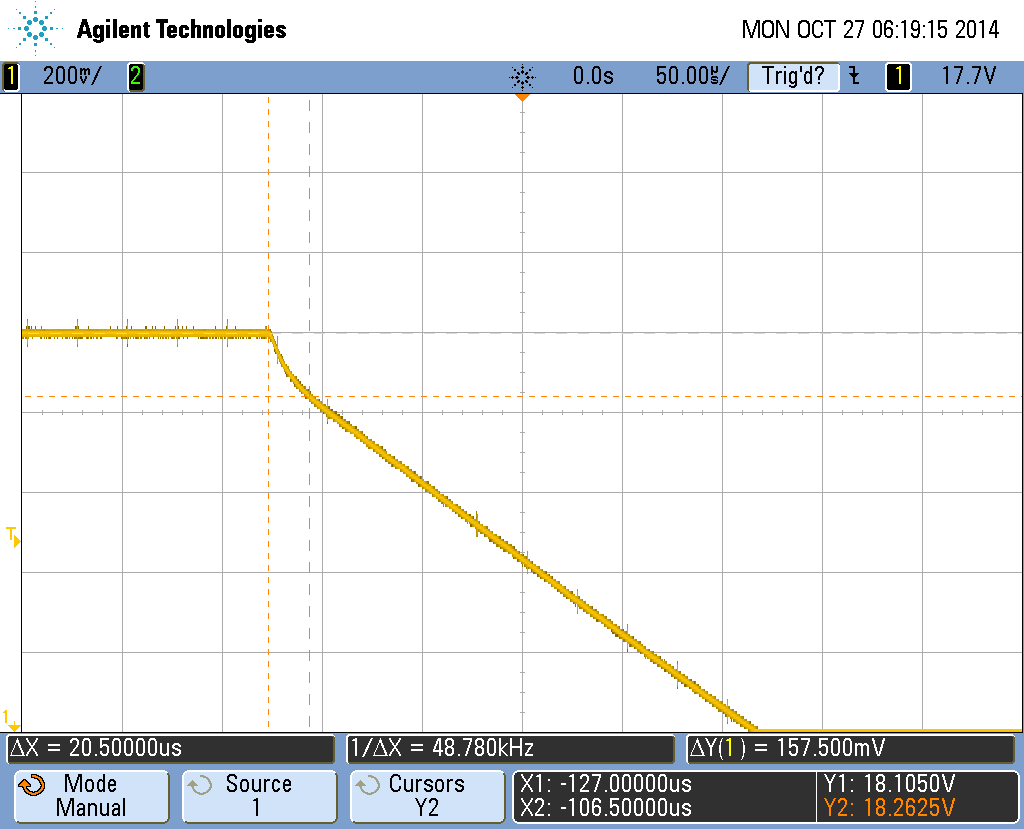 Agilent Technologies
MON OCT 27 06:19:15 2014
1 200mV/ 2 0.0s 50.00us/ Trig'd? 1 17.7V
T
1
ΔX = 20.50000us 1/ΔX = 48.780kHz ΔY(1) = 157.500mV
Mode Source Cursors X1: -127.00000us Y1: 18.1050V
Manual 1 Y2 X2: -106.50000us Y2: 18.2625V